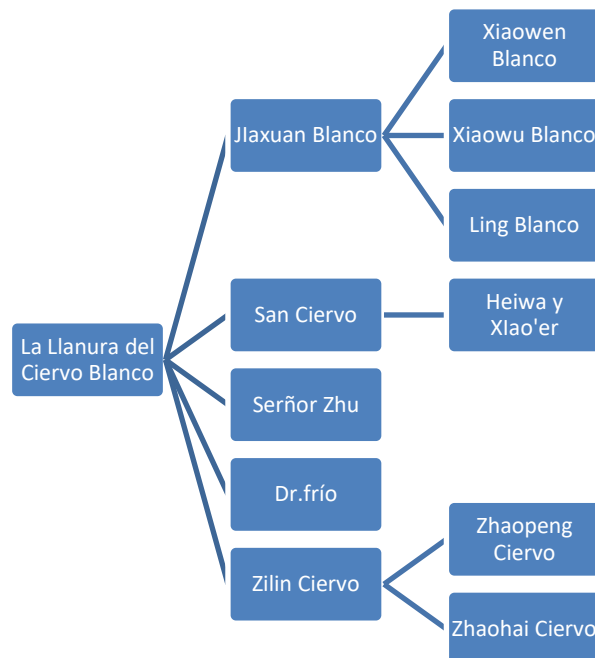 La Llanura del
Ciervo Blanco
JIaxuan Blanco
Xiaowen
Blanco
Xiaowu Blanco
Ling Blanco
San Ciervo
Heiwa y
XIao'er
Serñor Zhu
Dr.frío
Zilin Ciervo
Zhaopeng
Ciervo
Zhaohai Ciervo